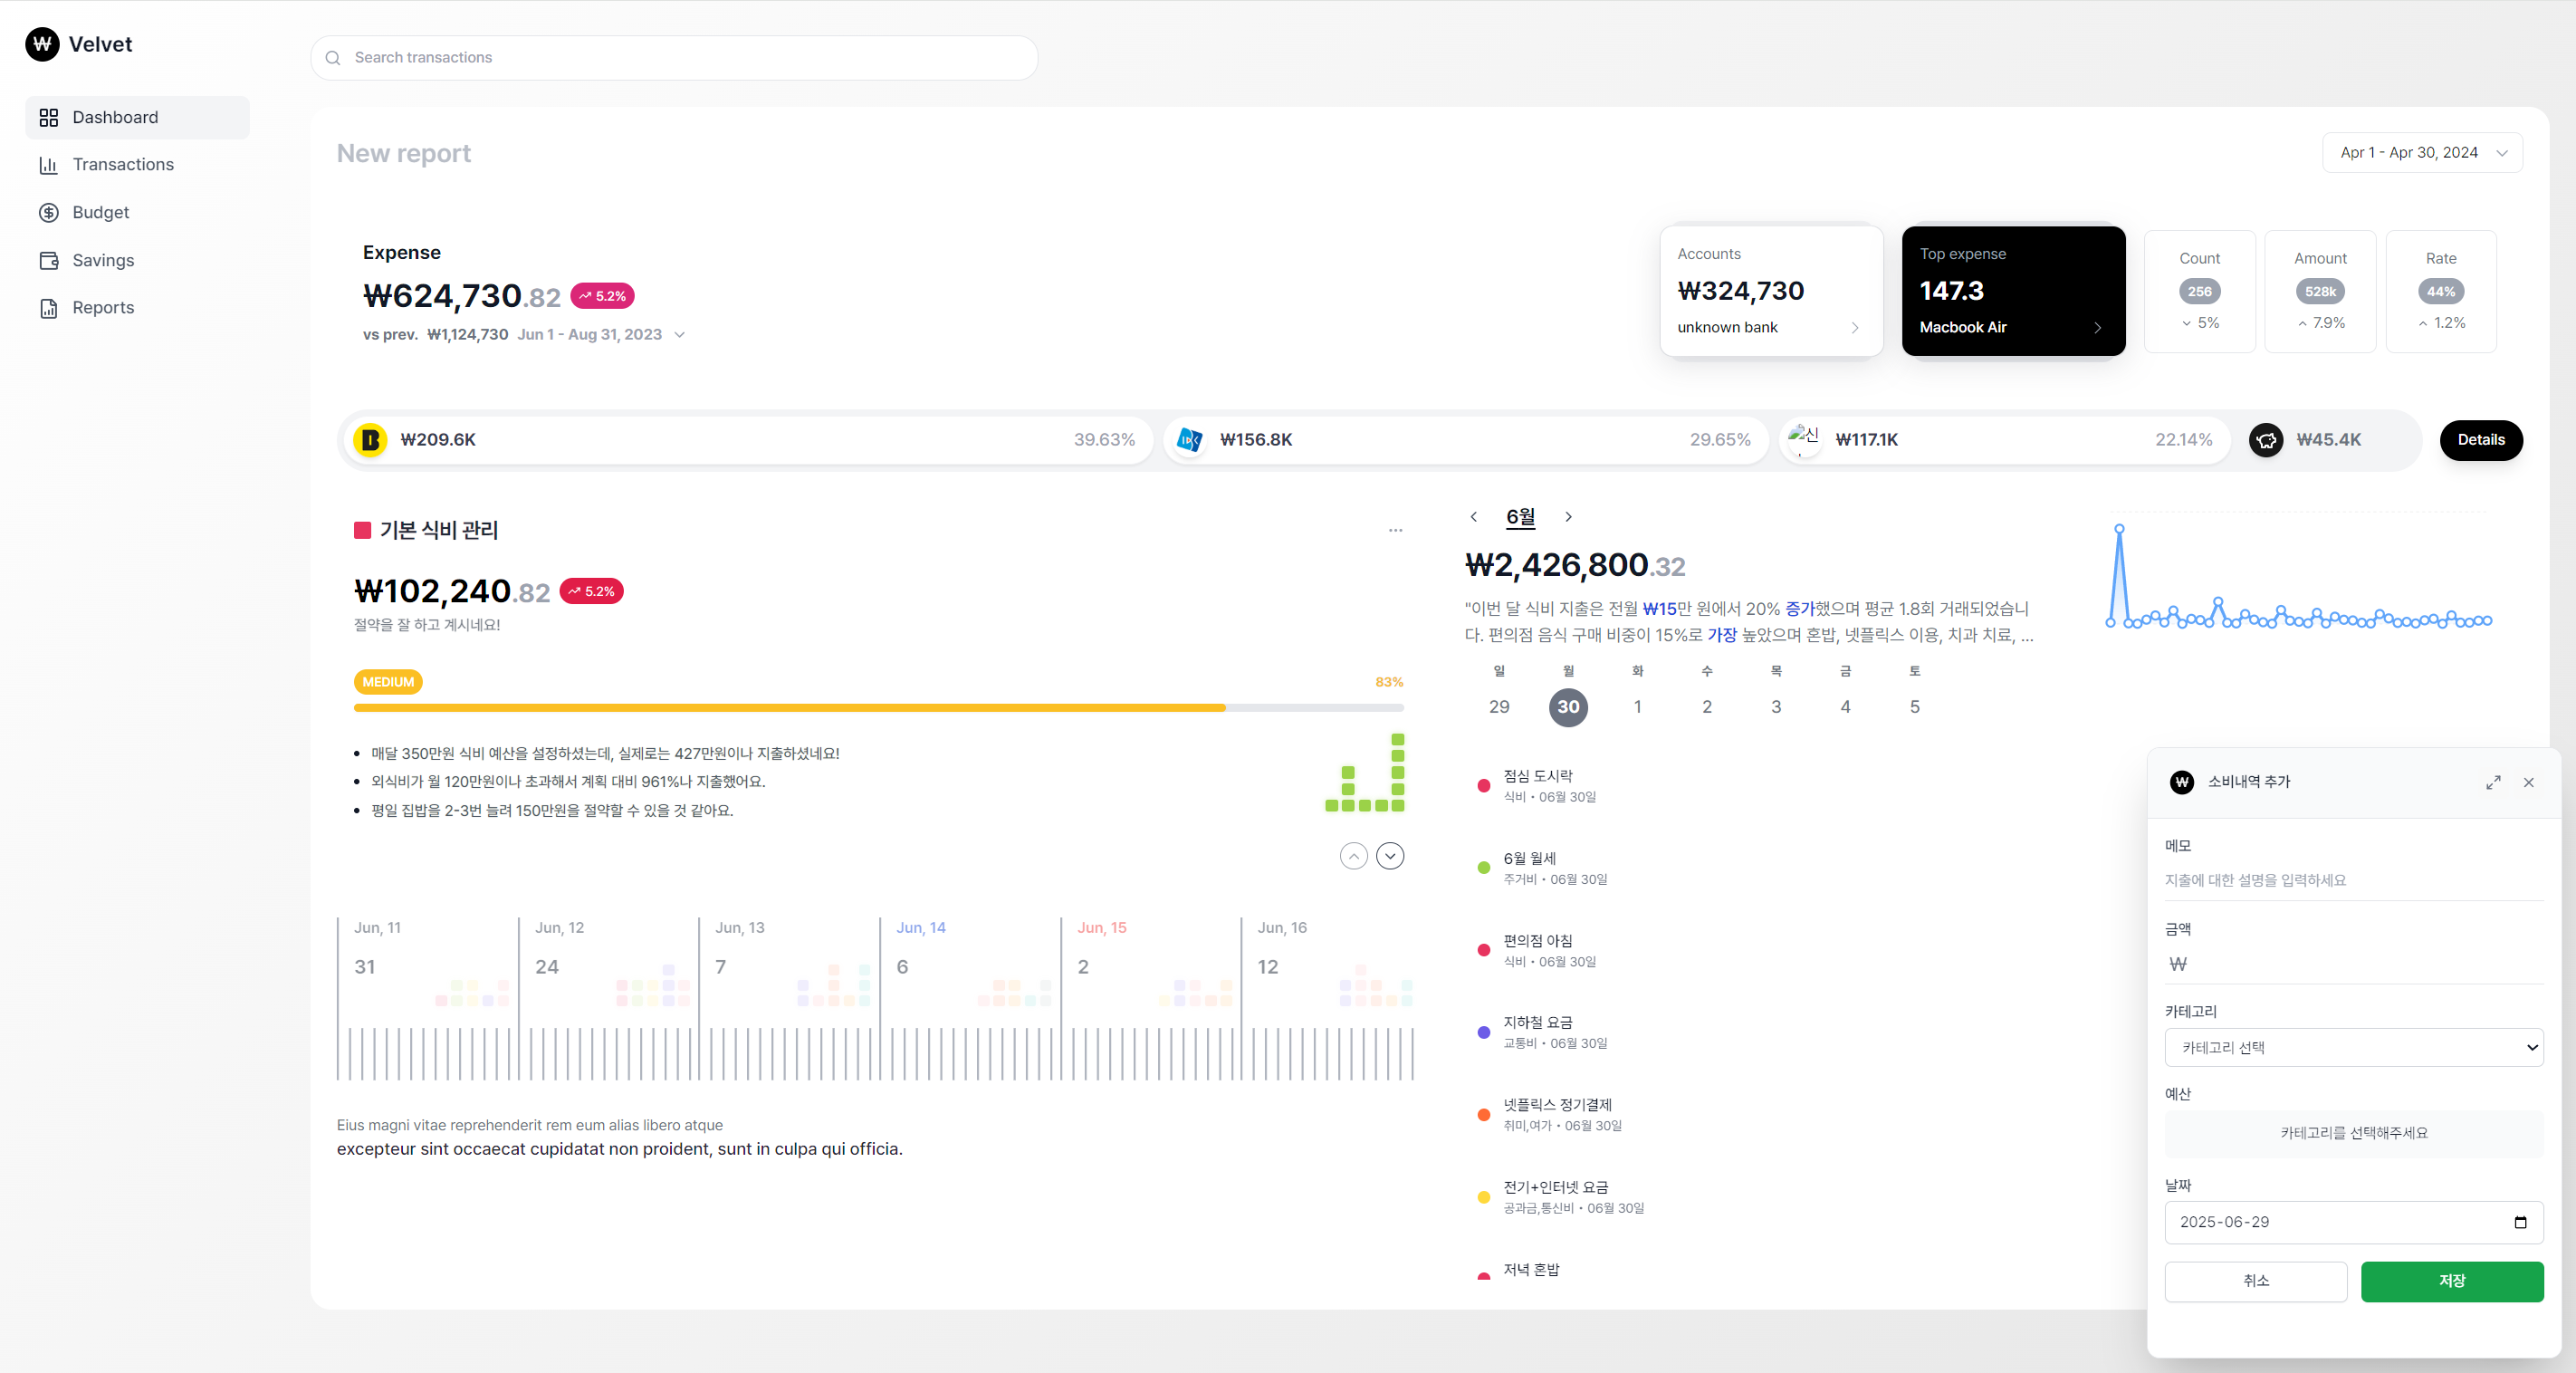 Velvet
Search transactions
Dashboard
Transactions
Budget
Savings
Reports
New report
Apr 1 - Apr 30, 2024
Expense
₩624,730.82 5.2%
vs prev. ₩1,124,730 Jun 1 - Aug 31, 2023
Accounts
₩324,730
unknown bank
Top expense
147.3
Macbook Air
Count
256
5%
Amount
528k
7.9%
Rate
44%
1.2%
₩209.6K 39.63%
₩156.8K 29.65%
신 ₩117.1K 22.14%
₩45.4K
Details
기본 식비 관리
₩102,240.82 5.2%
절약을 잘 하고 계시네요!
MEDIUM 83%
매달 350만원 식비 예산을 설정하셨는데, 실제로는 427만원이나 지출하셨네요!
외식비가 월 120만원이나 초과해서 계획 대비 961%나 지출했어요.
평일 집밥을 2-3번 늘려 150만원을 절약할 수 있을 것 같아요.
Jun, 11
31
Jun, 12
24
Jun, 13
7
Jun, 14
6
Jun, 15
2
Jun, 16
12
Eius magni vitae reprehenderit rem eum alias libero atque
excepteur sint occaecat cupidatat non proident, sunt in culpa qui officia.
6월
₩2,426,800.32
"이번 달 식비 지출은 전월 ₩15만 원에서 20% 증가했으며 평균 1.8회 거래되었습니
다. 편의점 음식 구매 비중이 15%로 가장 높았으며 혼밥, 넷플릭스 이용, 치과 치료, ...
일 월 화 수 목 금 토
29 30 1 2 3 4 5
점심 도시락
식비 • 06월 30일
6월 월세
주거비 • 06월 30일
편의점 아침
식비 • 06월 30일
지하철 요금
교통비 • 06월 30일
넷플릭스 정기결제
취미,여가 • 06월 30일
전기+인터넷 요금
공과금,통신비 • 06월 30일
저녁 혼밥
소비내역 추가
메모
지출에 대한 설명을 입력하세요
금액
₩
카테고리
카테고리 선택
예산
카테고리를 선택해주세요
날짜
2025-06-29
취소 저장